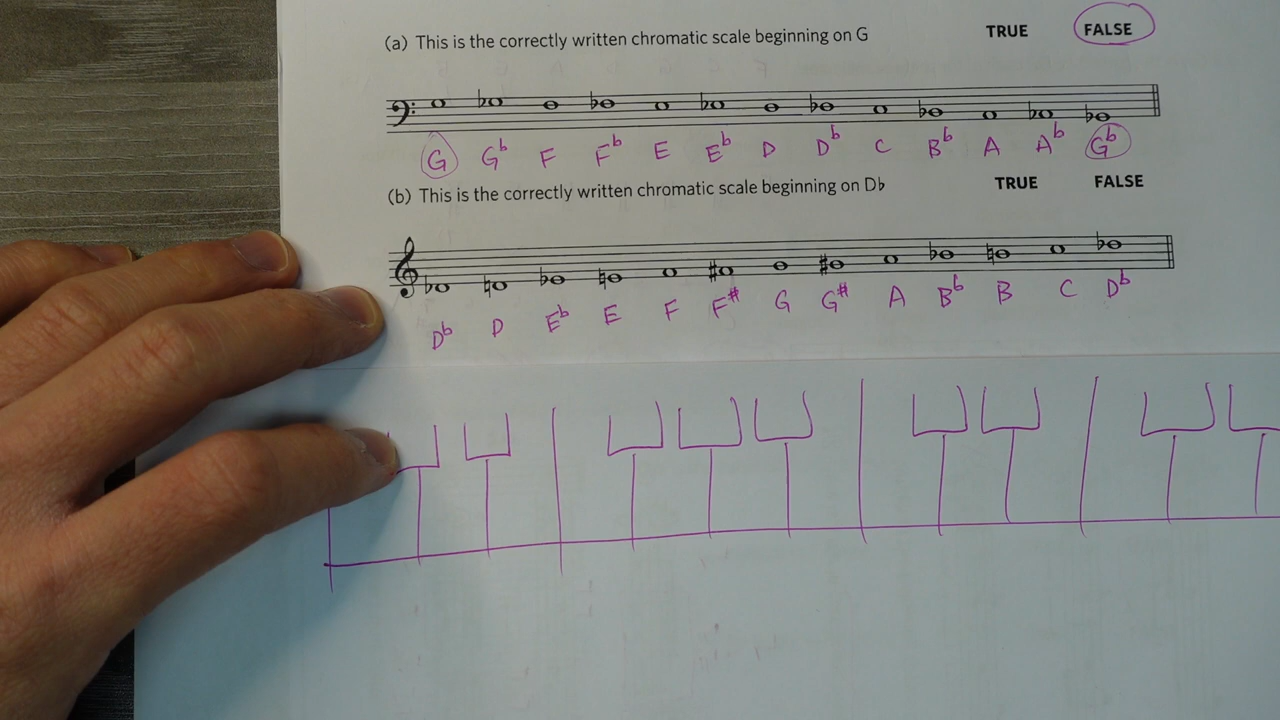 (a) This is the correctly written chromatic scale beginning on G TRUE FALSE
G G♭ F F♭ E E♭ D D♭ C B♭ A A♭ G♭
(b) This is the correctly written chromatic scale beginning on D♭ TRUE FALSE
D♭ D E♭ E F F# G G# A B♭ B C D♭